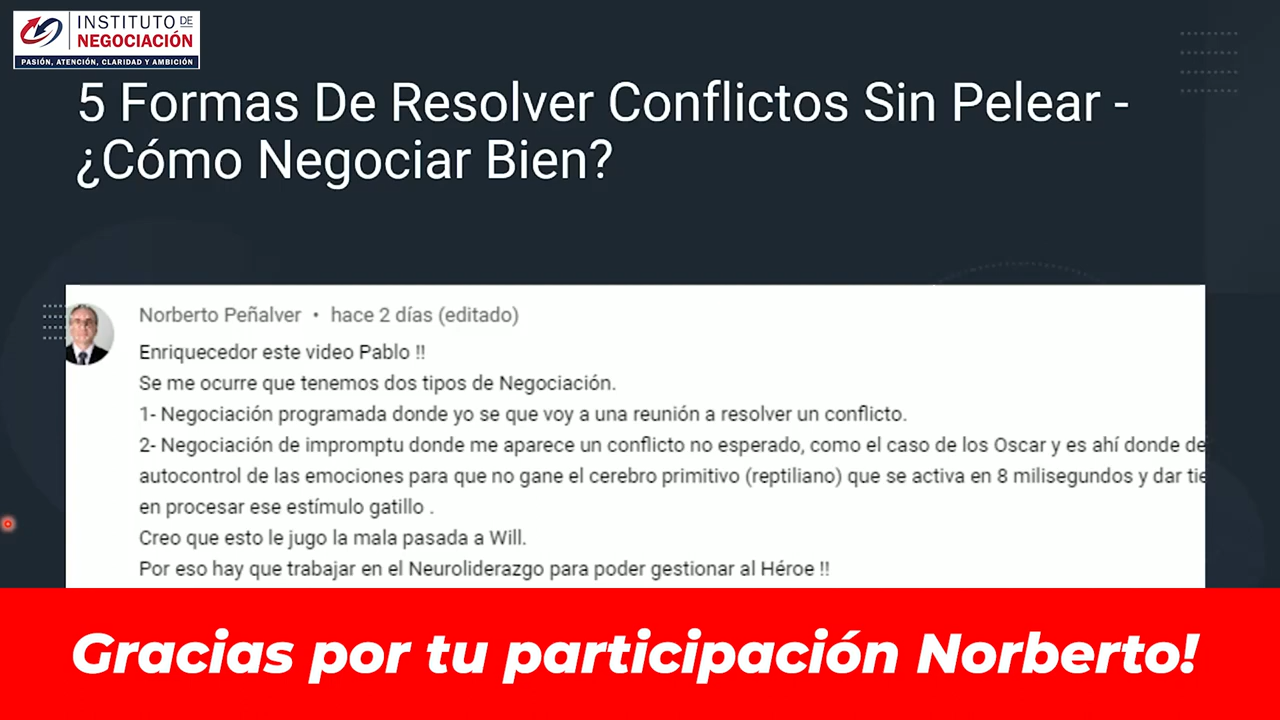 INSTITUTO DE
NEGOCIACIÓN
PASIÓN, ATENCIÓN, CLARIDAD Y AMBICIÓN
5 Formas De Resolver Conflictos Sin Pelear -
¿Cómo Negociar Bien?
Norberto Peñalver • hace 2 días (editado)
Enriquecedor este video Pablo !!
Se me ocurre que tenemos dos tipos de Negociación.
1- Negociación programada donde yo se que voy a una reunión a resolver un conflicto.
2- Negociación de impromptu donde me aparece un conflicto no esperado, como el caso de los Oscar y es ahí donde de
autocontrol de las emociones para que no gane el cerebro primitivo (reptiliano) que se activa en 8 milisegundos y dar tie
en procesar ese estímulo gatillo .
Creo que esto le jugo la mala pasada a Will.
Por eso hay que trabajar en el Neuroliderazgo para poder gestionar al Héroe !!
Gracias por tu participación Norberto!